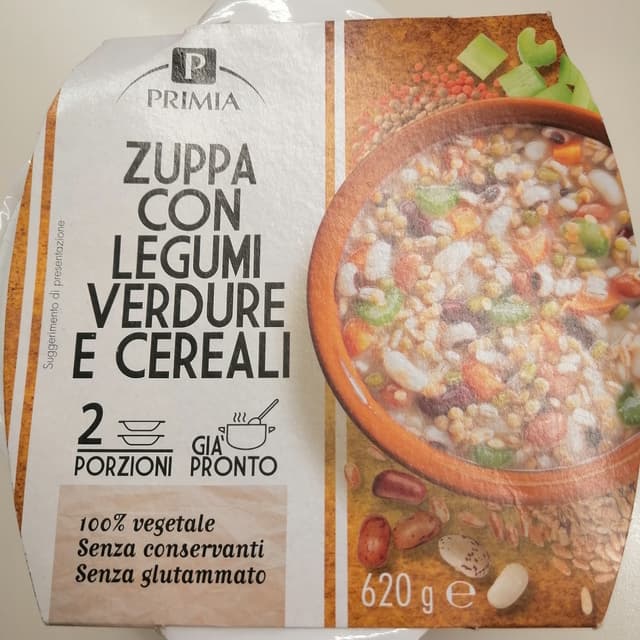 P
PRIMIA
ZUPPA
CON
LEGUMI
VERDURE
E CEREALI
Suggerimento di presentazione
2
PORZIONI
GIA'
PRONTO
100% vegetale
Senza conservanti
Senza glutammato
620 g e